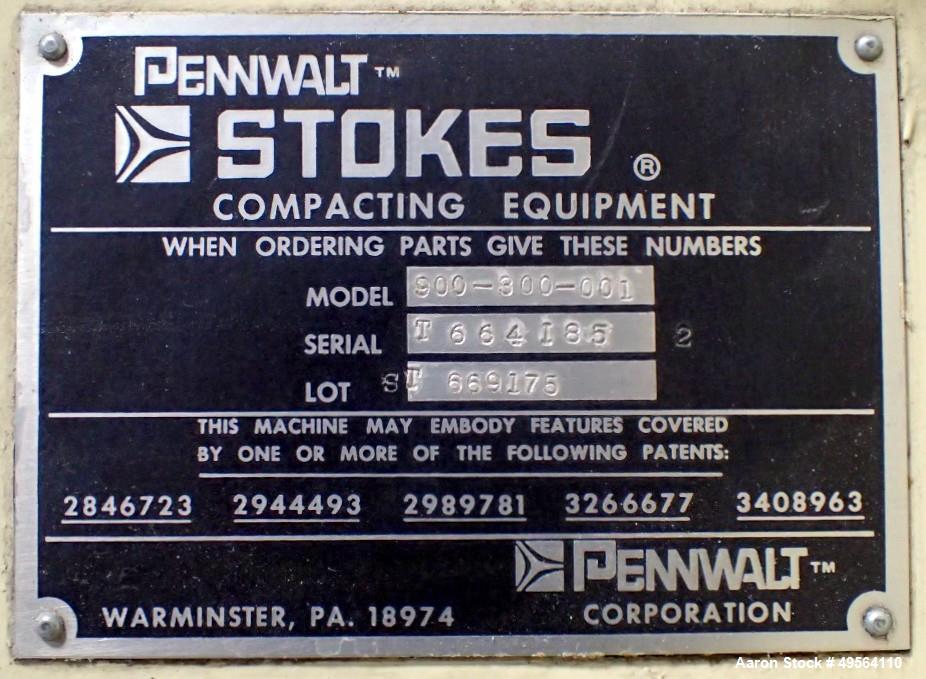 PENNWALT™
STOKES ®
COMPACTING EQUIPMENT
WHEN ORDERING PARTS GIVE THESE NUMBERS
MODEL 900-800-001
SERIAL T 664185 2
LOT ST 669175
THIS MACHINE MAY EMBODY FEATURES COVERED
BY ONE OR MORE OF THE FOLLOWING PATENTS:
2846723 2944493 2989781 3266677 3408963
PENNWALT™
WARMINSTER, PA. 18974 CORPORATION
Aaron Stock # 49564110